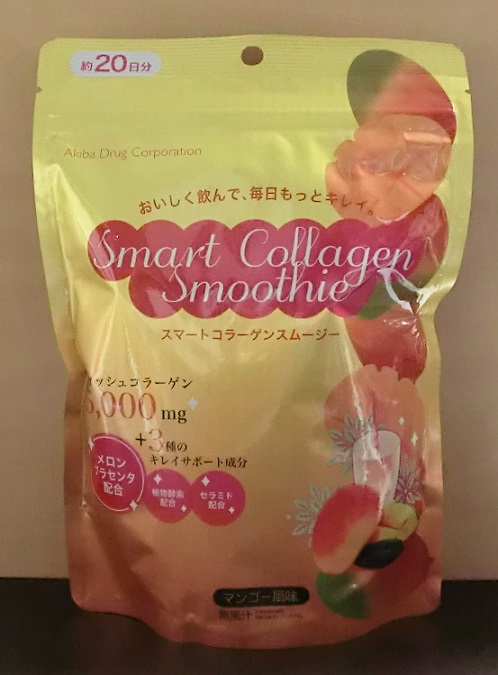 約20日分
Akiba Drug Corporation
おいしく飲んで、毎日もっとキレイ。
Smart Collagen
Smoothie
スマートコラーゲンスムージー
ィッシュコラーゲン
5,000 mg
+3種の
キレイサポート成分
メロン
プラセンタ
配合
植物酵素
配合
セラミド
配合
マンゴー風味
無果汁